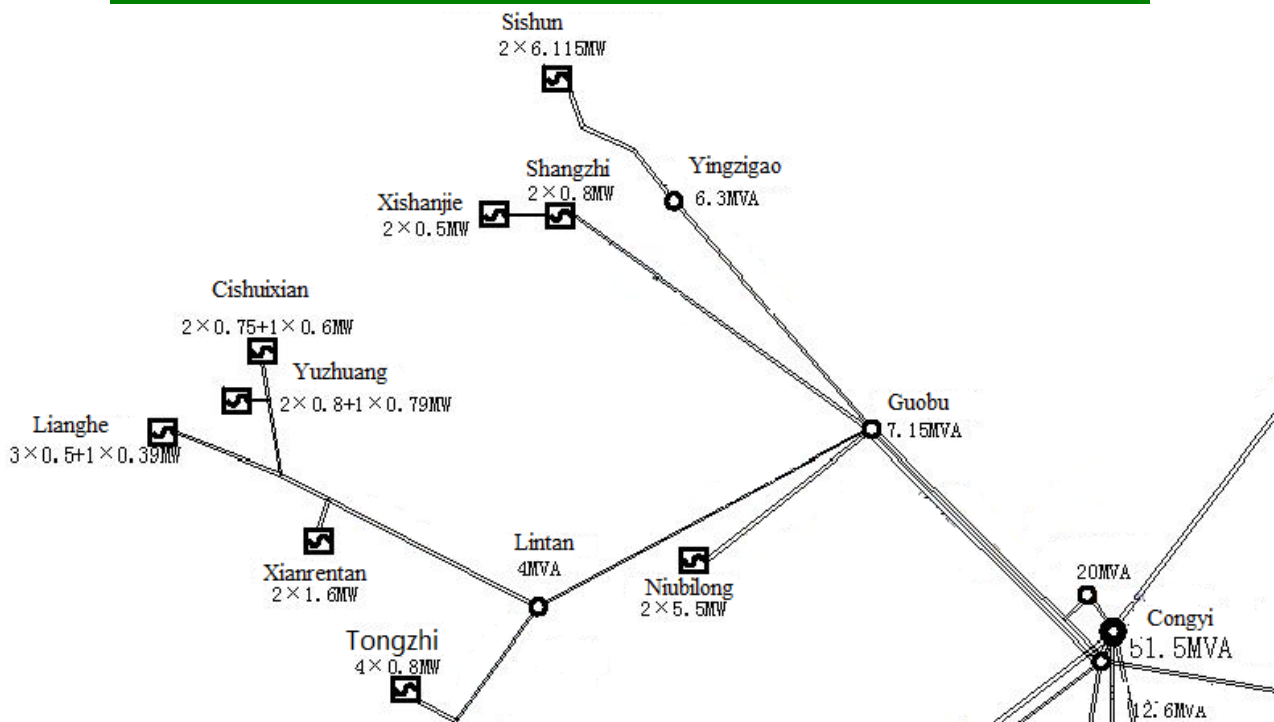 Sishun
2×6.115MW
Shangzhi
2×0.8MW
Yingzigao
6.3MVA
Xishanjie
2×0.5MW
Cishuixian
2×0.75+1×0.6MW
Yuzhuang
2×0.8+1×0.79MW
Lianghe
3×0.5+1×0.39MW
Guobu
7.15MVA
Xianrentan
2×1.6MW
Lintan
4MVA
Niubilong
2×5.5MW
20MVA
Congyi
51.5MVA
Tongzhi
4×0.8MW
12.6MVA